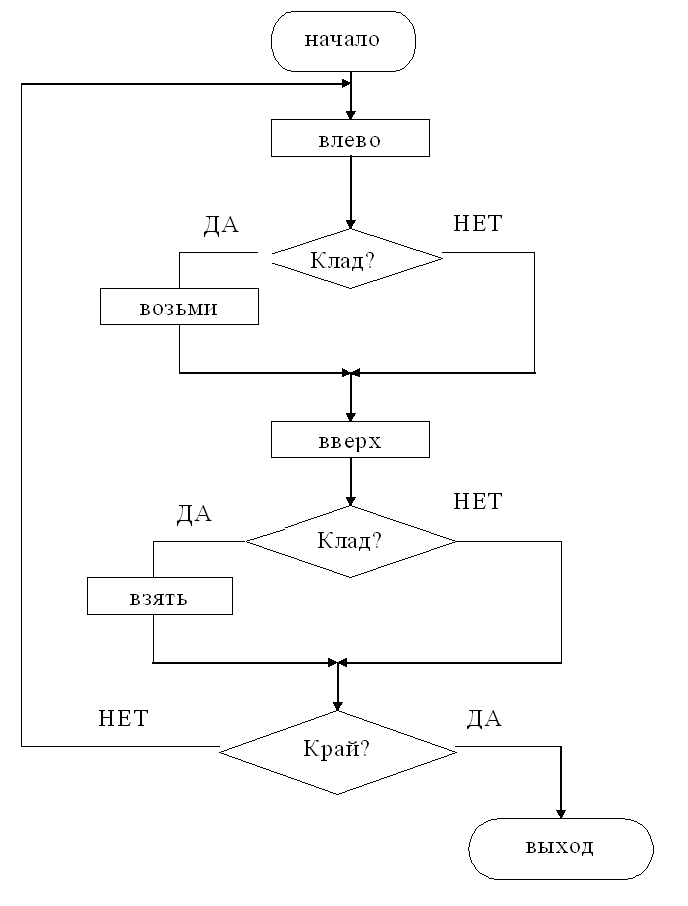 начало
влево
ДА
НЕТ
Клад?
возьми
вверх
ДА
НЕТ
Клад?
взять
НЕТ
ДА
Край?
выход